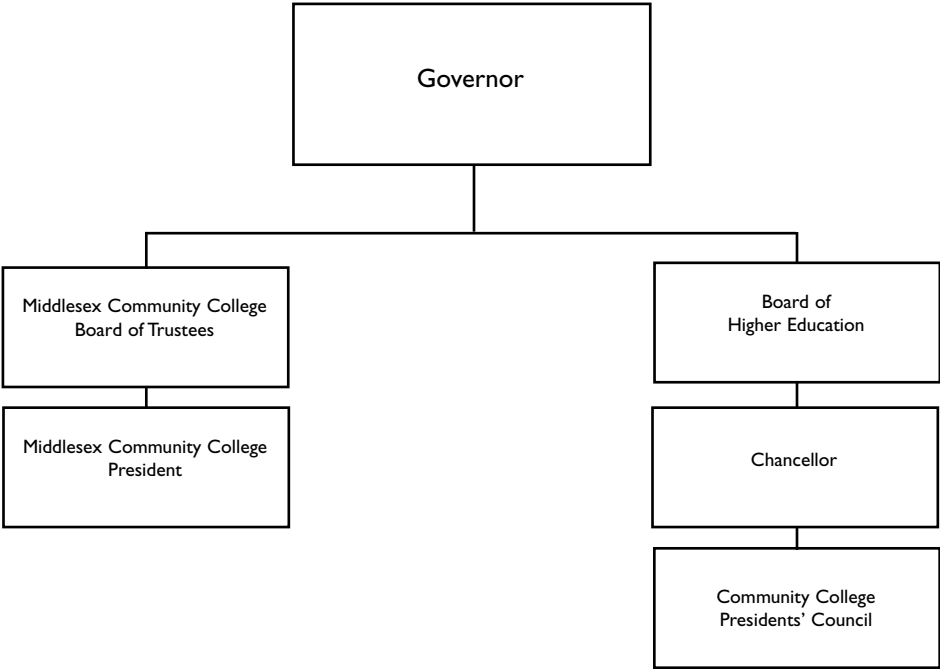 Governor
Middlesex Community College
Board of Trustees
Board of
Higher Education
Middlesex Community College
President
Chancellor
Community College
Presidents’ Council